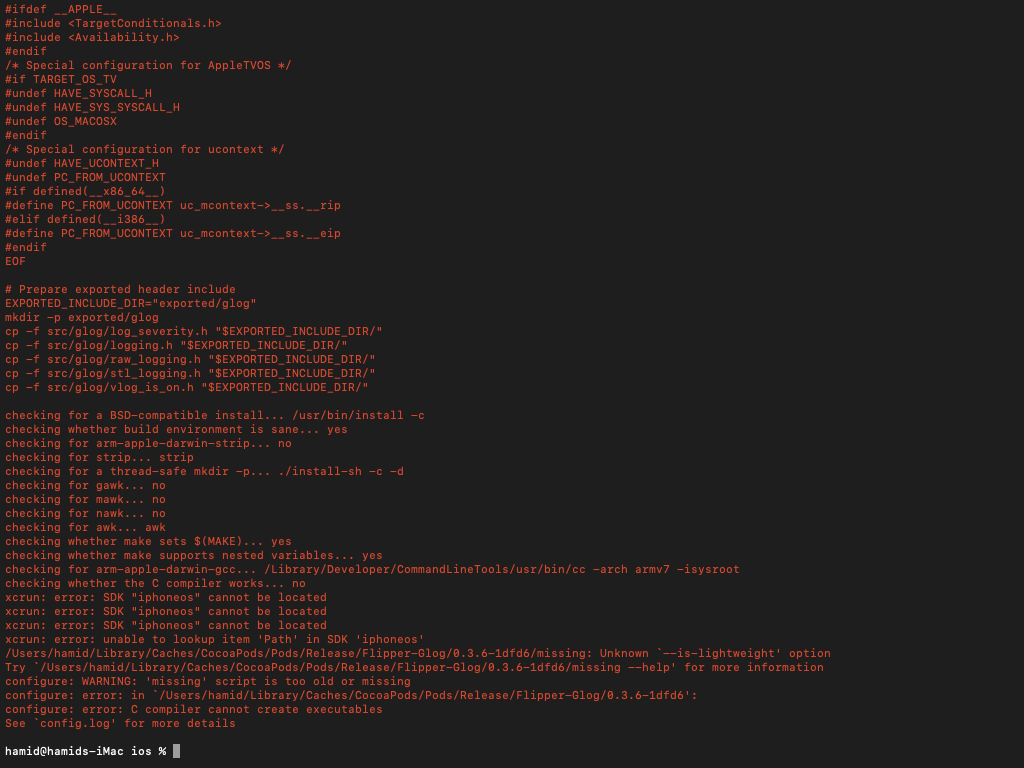 #ifdef __APPLE__
#include <TargetConditionals.h>
#include <Availability.h>
#endif
/* Special configuration for AppleTVOS */
#if TARGET_OS_TV
#undef HAVE_SYSCALL_H
#undef HAVE_SYS_SYSCALL_H
#undef OS_MACOSX
#endif
/* Special configuration for ucontext */
#undef HAVE_UCONTEXT_H
#undef PC_FROM_UCONTEXT
#if defined(__x86_64__)
#define PC_FROM_UCONTEXT uc_mcontext->__ss.__rip
#elif defined(__i386__)
#define PC_FROM_UCONTEXT uc_mcontext->__ss.__eip
#endif
EOF

# Prepare exported header include
EXPORTED_INCLUDE_DIR="exported/glog"
mkdir -p exported/glog
cp -f src/glog/log_severity.h "$EXPORTED_INCLUDE_DIR/"
cp -f src/glog/logging.h "$EXPORTED_INCLUDE_DIR/"
cp -f src/glog/raw_logging.h "$EXPORTED_INCLUDE_DIR/"
cp -f src/glog/stl_logging.h "$EXPORTED_INCLUDE_DIR/"
cp -f src/glog/vlog_is_on.h "$EXPORTED_INCLUDE_DIR/"

checking for a BSD-compatible install... /usr/bin/install -c
checking whether build environment is sane... yes
checking for arm-apple-darwin-strip... no
checking for strip... strip
checking for a thread-safe mkdir -p... ./install-sh -c -d
checking for gawk... no
checking for mawk... no
checking for nawk... no
checking for awk... awk
checking whether make sets $(MAKE)... yes
checking whether make supports nested variables... yes
checking for arm-apple-darwin-gcc... /Library/Developer/CommandLineTools/usr/bin/cc -arch armv7 -isysroot
checking whether the C compiler works... no
xcrun: error: SDK "iphoneos" cannot be located
xcrun: error: SDK "iphoneos" cannot be located
xcrun: error: SDK "iphoneos" cannot be located
xcrun: error: unable to lookup item 'Path' in SDK 'iphoneos'
/Users/hamid/Library/Caches/CocoaPods/Pods/Release/Flipper-Glog/0.3.6-1dfd6/missing: Unknown `--is-lightweight' option
Try `/Users/hamid/Library/Caches/CocoaPods/Pods/Release/Flipper-Glog/0.3.6-1dfd6/missing --help' for more information
configure: WARNING: 'missing' script is too old or missing
configure: error: in `/Users/hamid/Library/Caches/CocoaPods/Pods/Release/Flipper-Glog/0.3.6-1dfd6':
configure: error: C compiler cannot create executables
See `config.log' for more details

hamid@hamids-iMac ios %